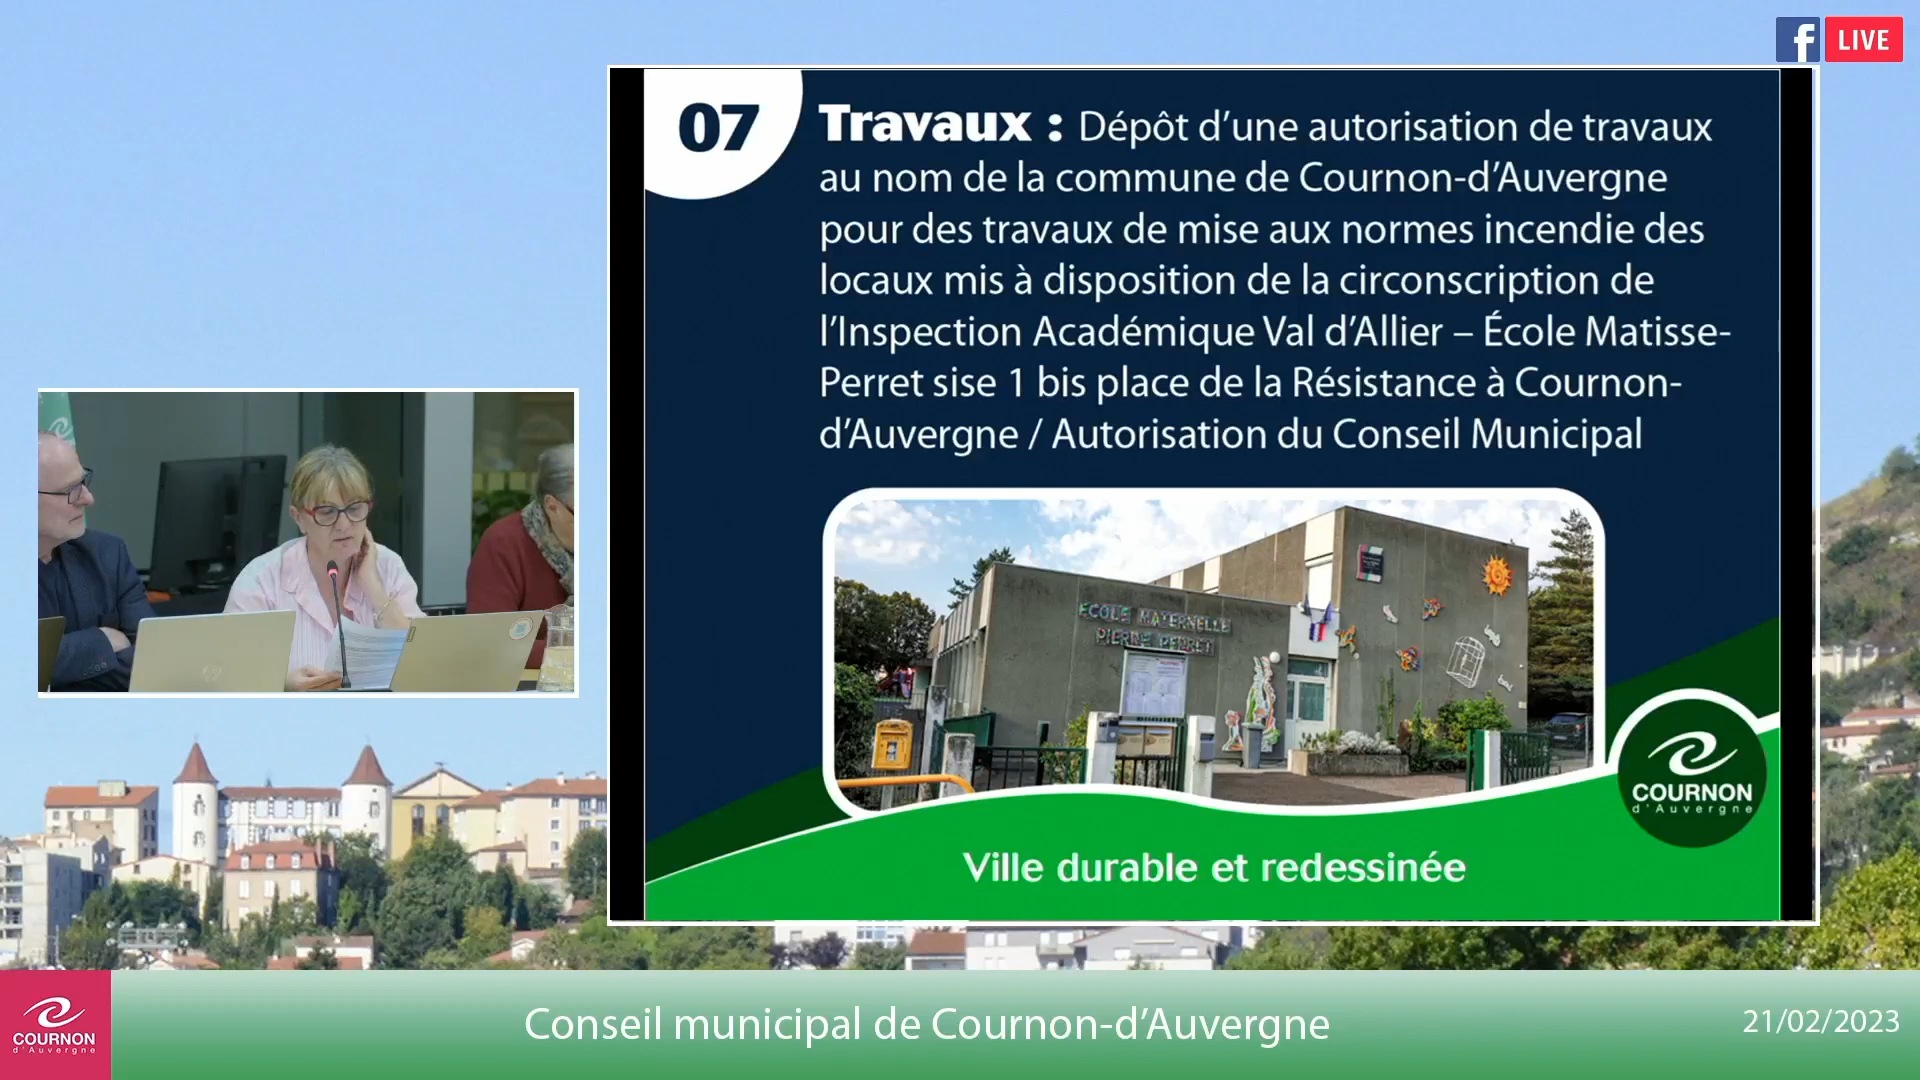 f LIVE
07
Travaux : Dépôt d’une autorisation de travaux
au nom de la commune de Cournon-d’Auvergne
pour des travaux de mise aux normes incendie des
locaux mis à disposition de la circonscription de
l’Inspection Académique Val d’Allier – École Matisse-
Perret sise 1 bis place de la Résistance à Cournon-
d’Auvergne / Autorisation du Conseil Municipal
ECOLE MATERNELLE
PIERRE PERRET
COURNON
d'Auvergne
Ville durable et redessinée
COURNON
d'Auvergne
Conseil municipal de Cournon-d’Auvergne
21/02/2023